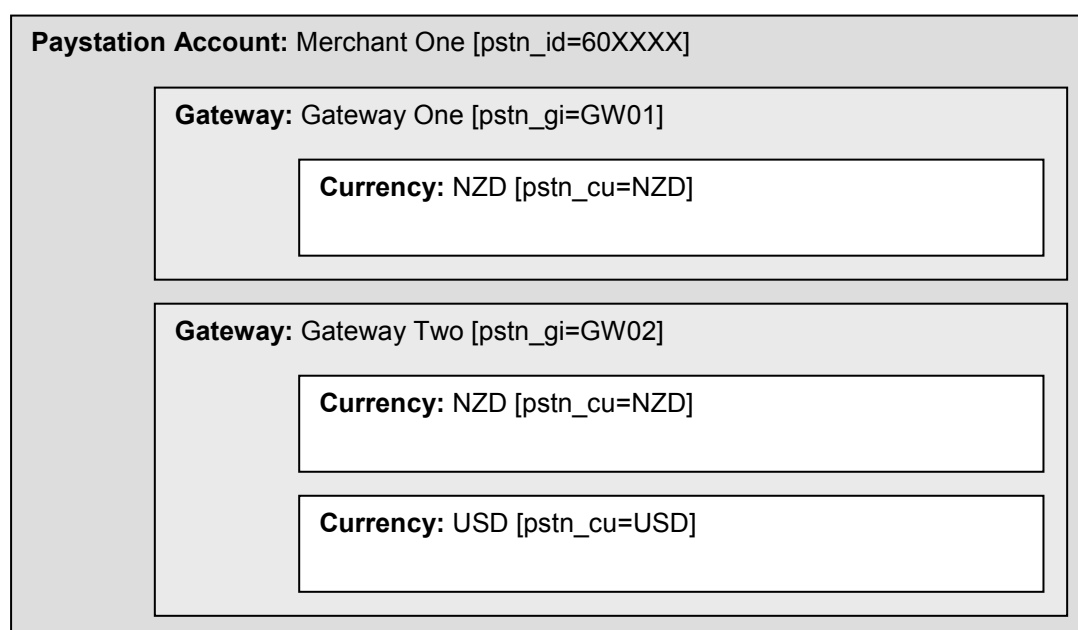 Paystation Account: Merchant One [pstn_id=60XXXX]
Gateway: Gateway One [pstn_gi=GW01]
Currency: NZD [pstn_cu=NZD]
Gateway: Gateway Two [pstn_gi=GW02]
Currency: NZD [pstn_cu=NZD]
Currency: USD [pstn_cu=USD]